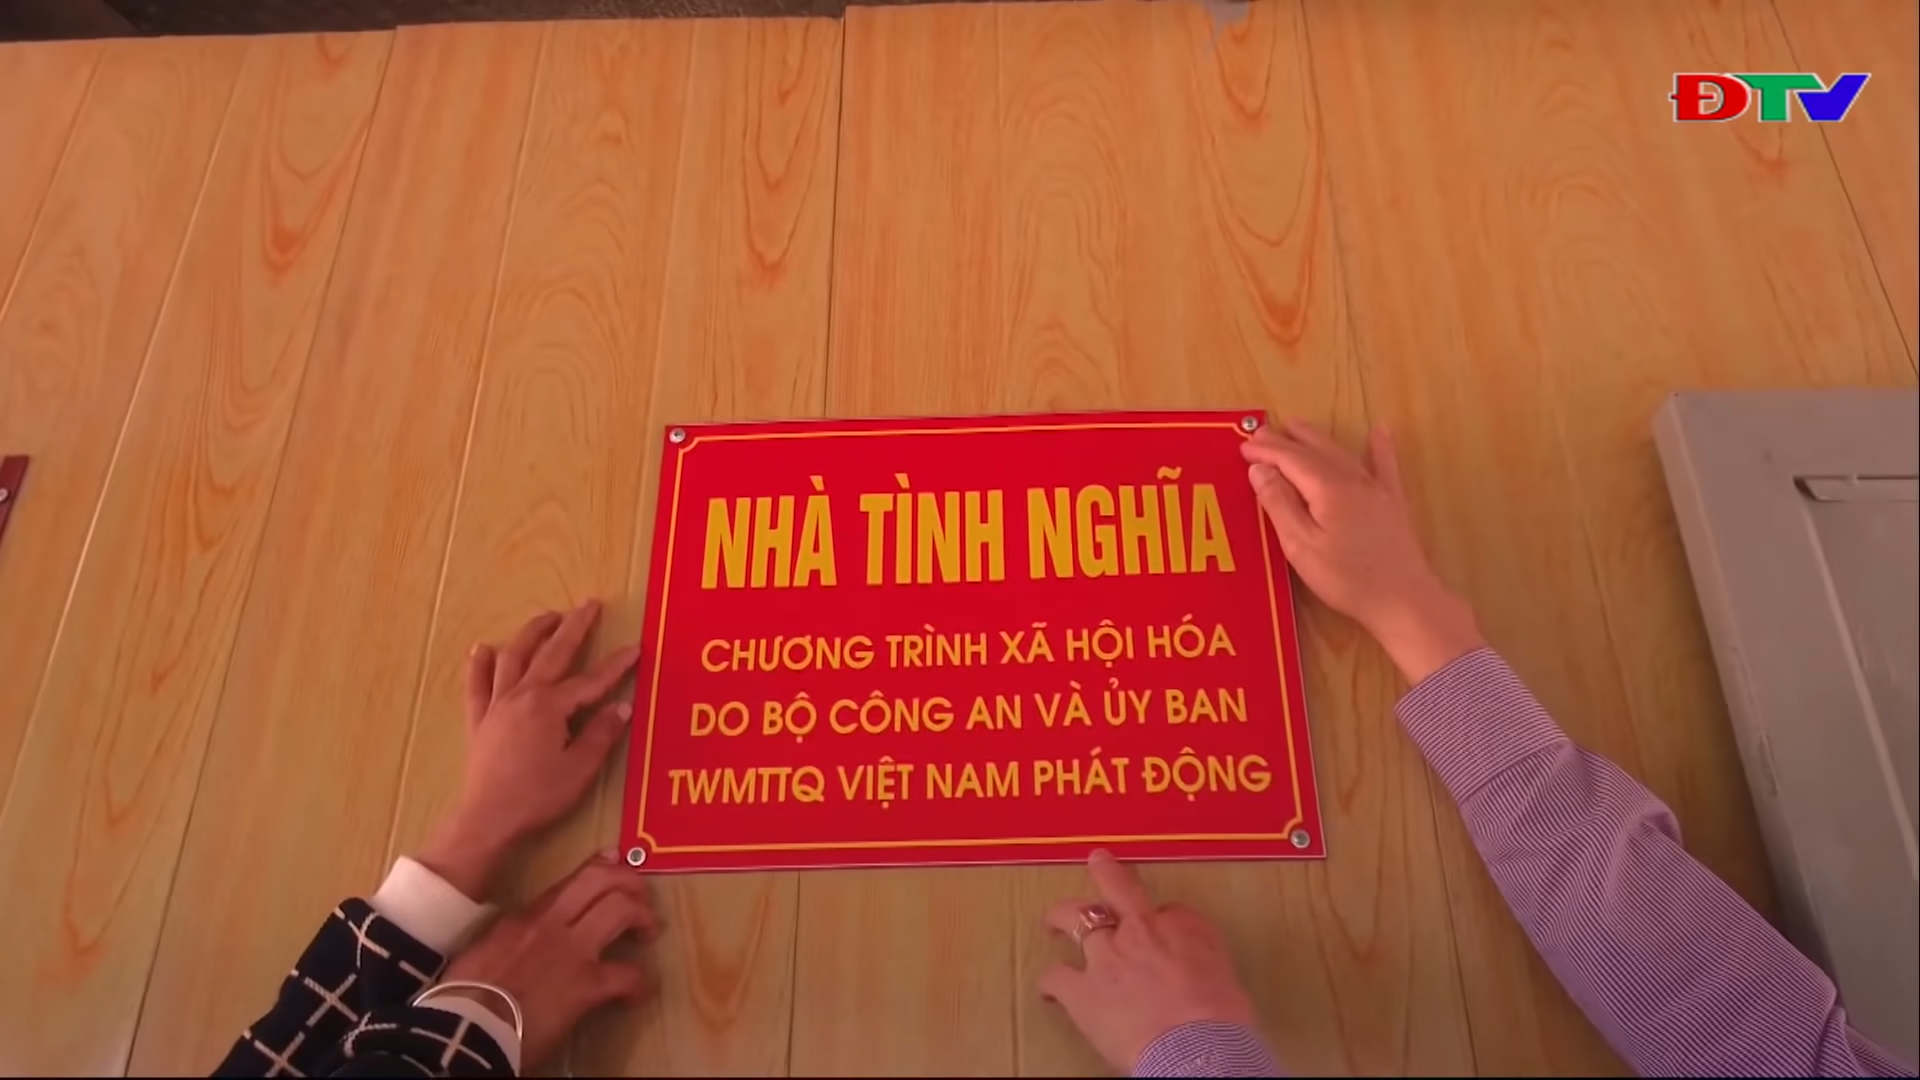 ĐTV
NHÀ TÌNH NGHĨA
CHƯƠNG TRÌNH XÃ HỘI HÓA
DO BỘ CÔNG AN VÀ ỦY BAN
TWMTTQ VIỆT NAM PHÁT ĐỘNG